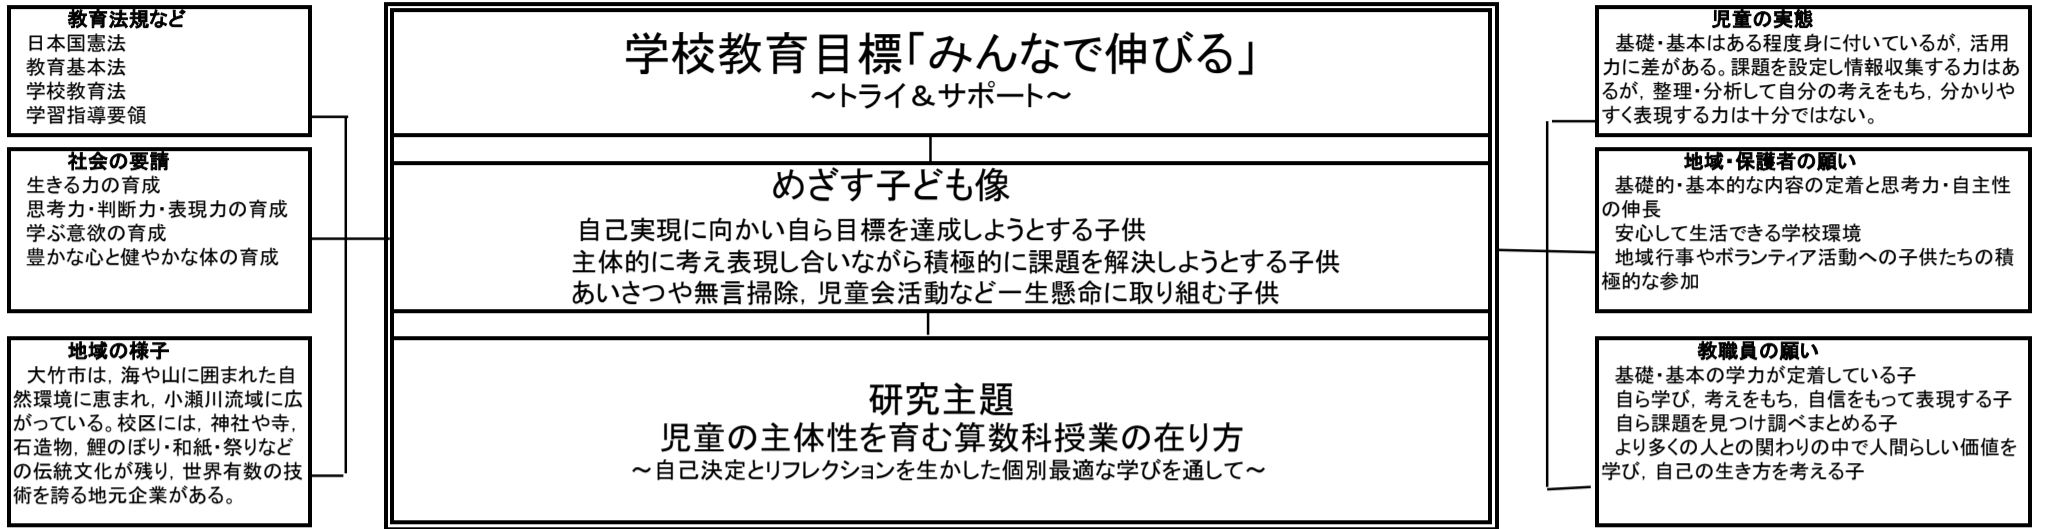 教育法規など
日本国憲法
教育基本法
学校教育法
学習指導要領
社会の要請
生きる力の育成
思考力・判断力・表現力の育成
学ぶ意欲の育成
豊かな心と健やかな体の育成
地域の様子
大竹市は，海や山に囲まれた自
然環境に恵まれ，小瀬川流域に広
がっている。校区には，神社や寺，
石造物，鯉のぼり・和紙・祭りなど
の伝統文化が残り，世界有数の技
術を誇る地元企業がある。
学校教育目標「みんなで伸びる」
～トライ＆サポート～
めざす子ども像
自己実現に向かい自ら目標を達成しようとする子供
主体的に考え表現し合いながら積極的に課題を解決しようとする子供
あいさつや無言掃除，児童会活動など一生懸命に取り組む子供
研究主題
児童の主体性を育む算数科授業の在り方
～自己決定とリフレクションを生かした個別最適な学びを通して～
児童の実態
基礎・基本はある程度身に付いているが，活用
力に差がある。課題を設定し情報収集する力はあ
るが，整理・分析して自分の考えをもち，分かりや
すく表現する力は十分ではない。
地域・保護者の願い
基礎的・基本的な内容の定着と思考力・自主性
の伸長
安心して生活できる学校環境
地域行事やボランティア活動への子供たちの積
極的な参加
教職員の願い
基礎・基本の学力が定着している子
自ら学び，考えをもち，自信をもって表現する子
自ら課題を見つけ調べまとめる子
より多くの人との関わりの中で人間らしい価値を
学び，自己の生き方を考える子